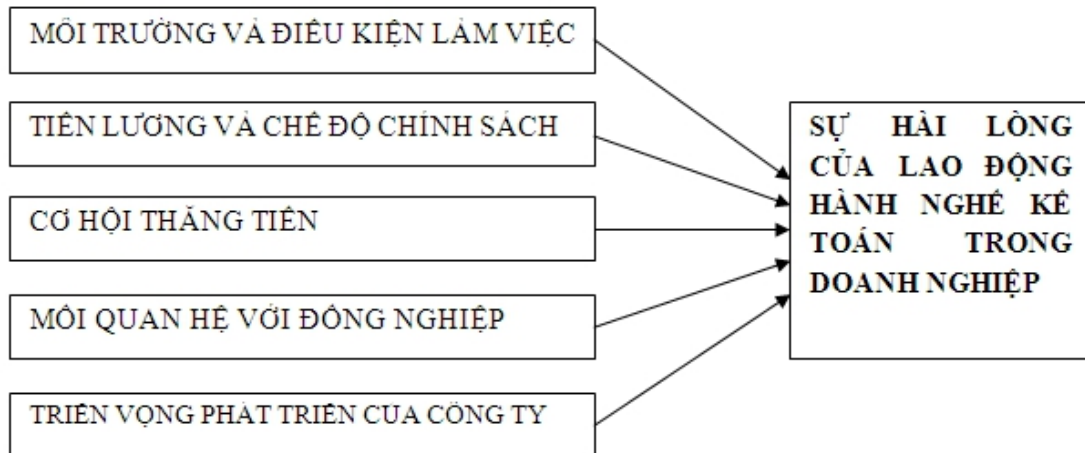 MÔI TRƯỜNG VÀ ĐIỀU KIỆN LÀM VIỆC
TIỀN LƯƠNG VÀ CHẾ ĐỘ CHÍNH SÁCH
CƠ HỘI THĂNG TIẾN
MỐI QUAN HỆ VỚI ĐỒNG NGHIỆP
TRIỂN VỌNG PHÁT TRIỂN CỦA CÔNG TY
SỰ HÀI LÒNG
CỦA LAO ĐỘNG
HÀNH NGHỀ KẾ
TOÁN TRONG
DOANH NGHIỆP